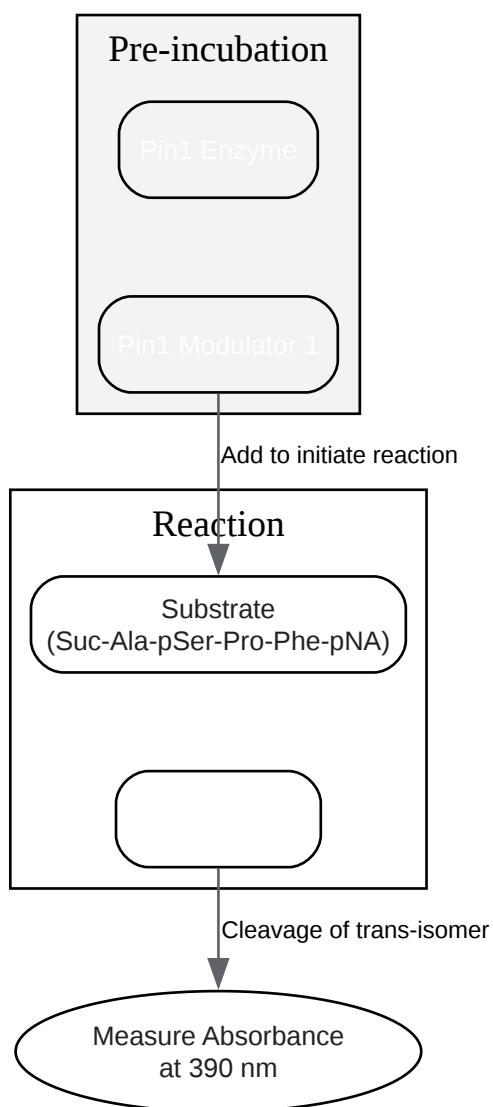 Pre-incubation
Pin1 Enzyme
Pin1 Modulator 1
Add to initiate reaction
Reaction
Substrate
(Suc-Ala-pSer-Pro-Phe-pNA)
Cleavage of trans-isomer
Measure Absorbance
at 390 nm